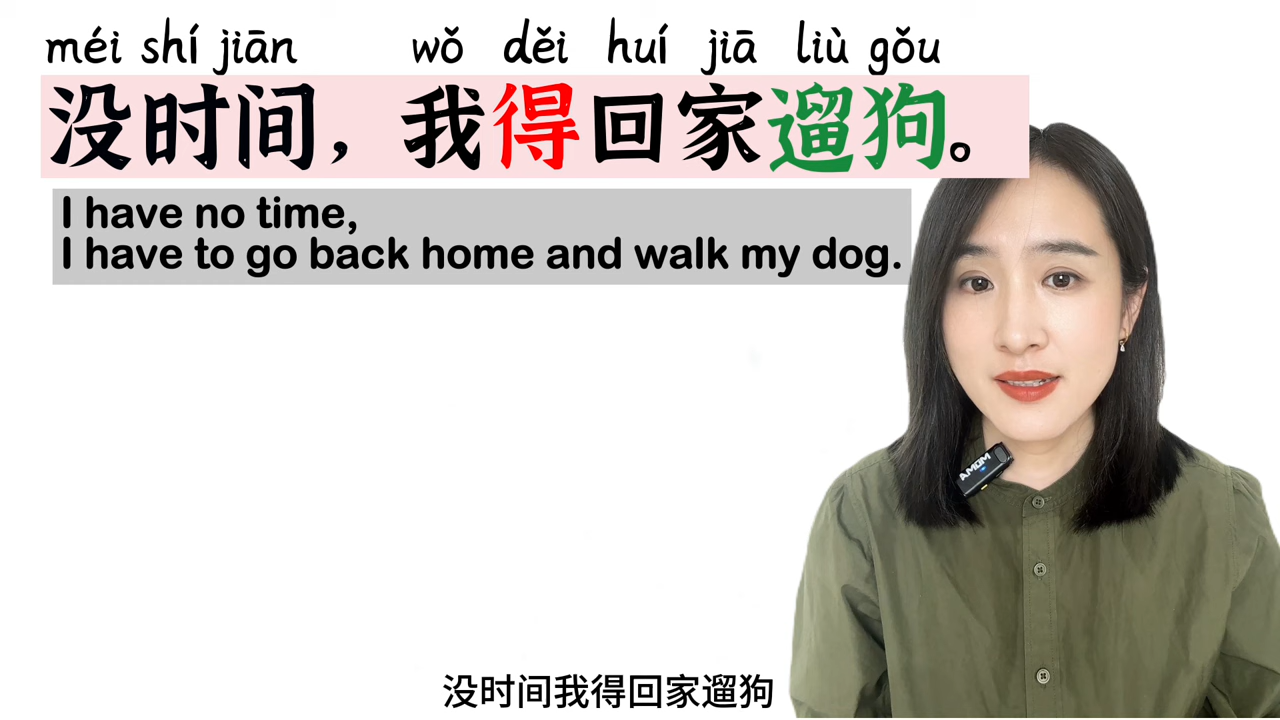 méi shí jiān wǒ děi huí jiā liù gǒu
没时间，我得回家遛狗。
I have no time,
I have to go back home and walk my dog.
MOMA
没时间我得回家遛狗